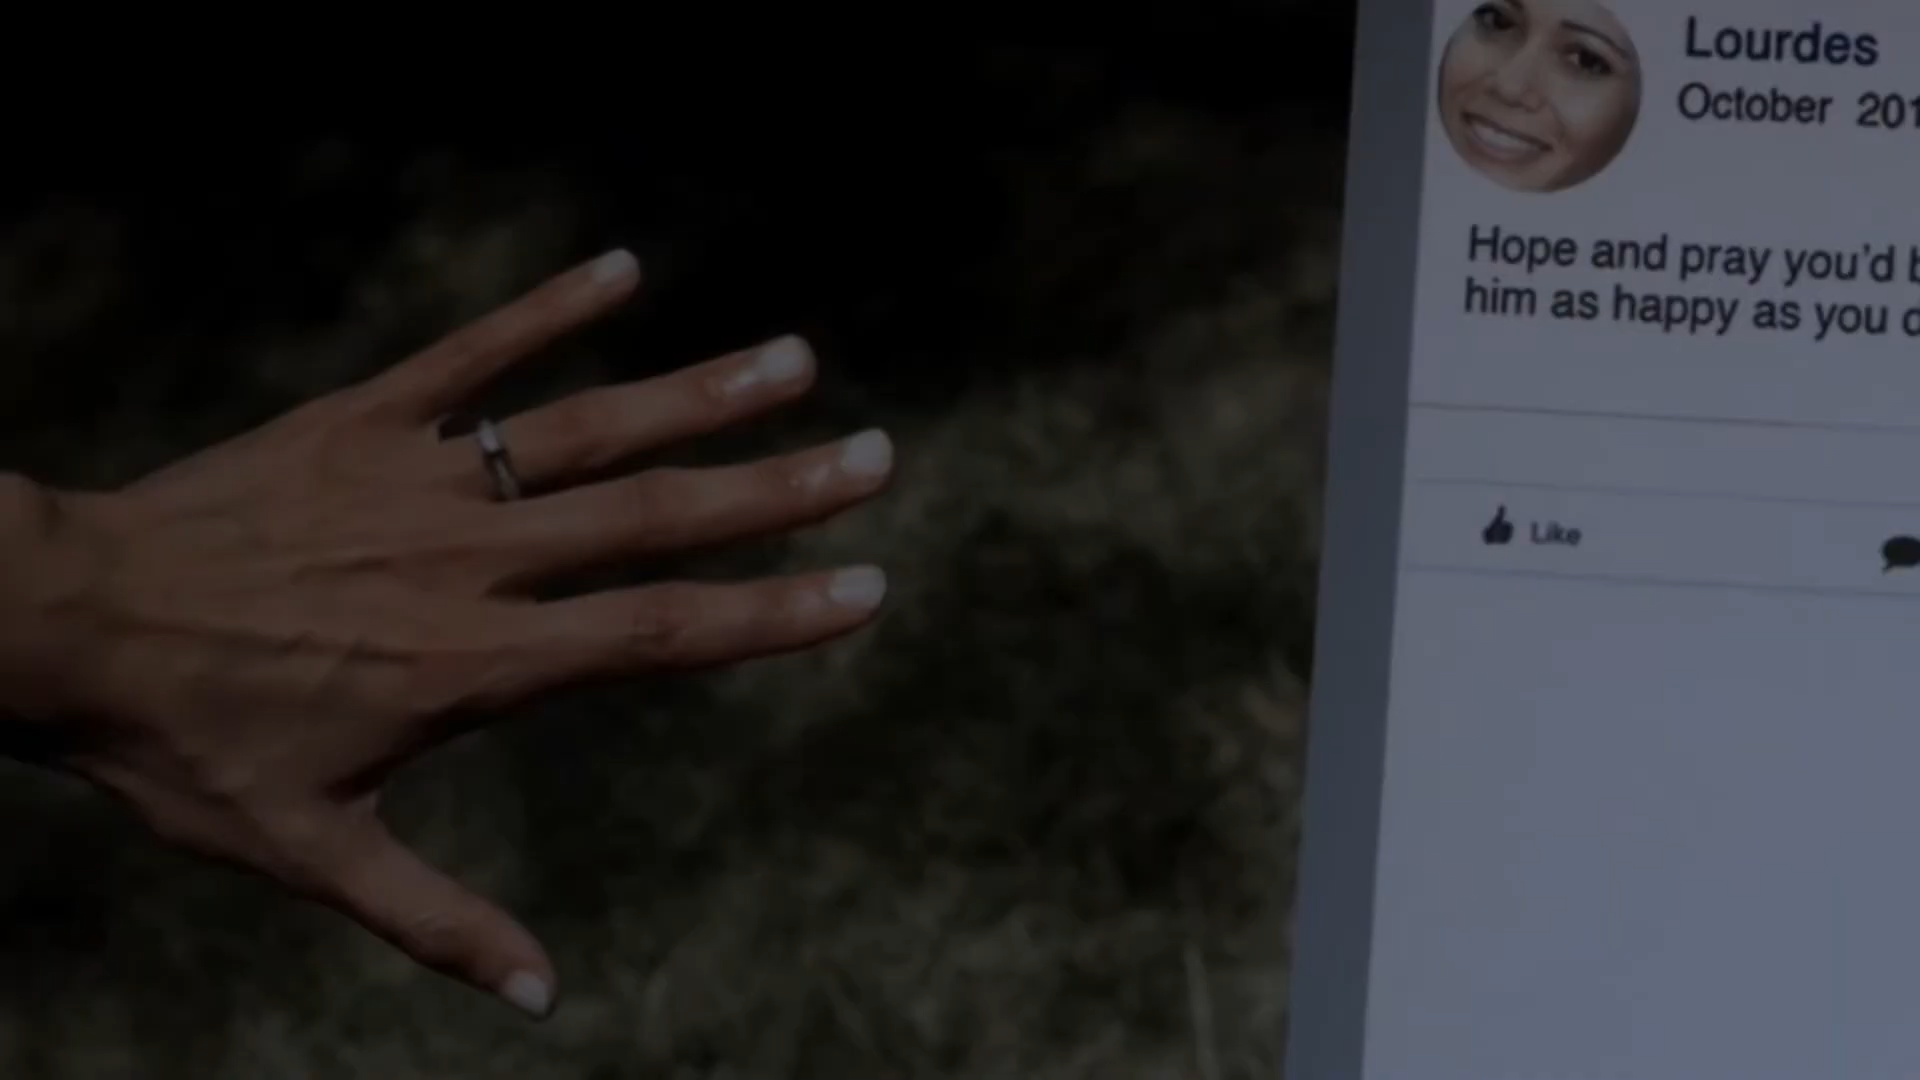 Lourdes
October 201
Hope and pray you'd
him as happy as you
Like